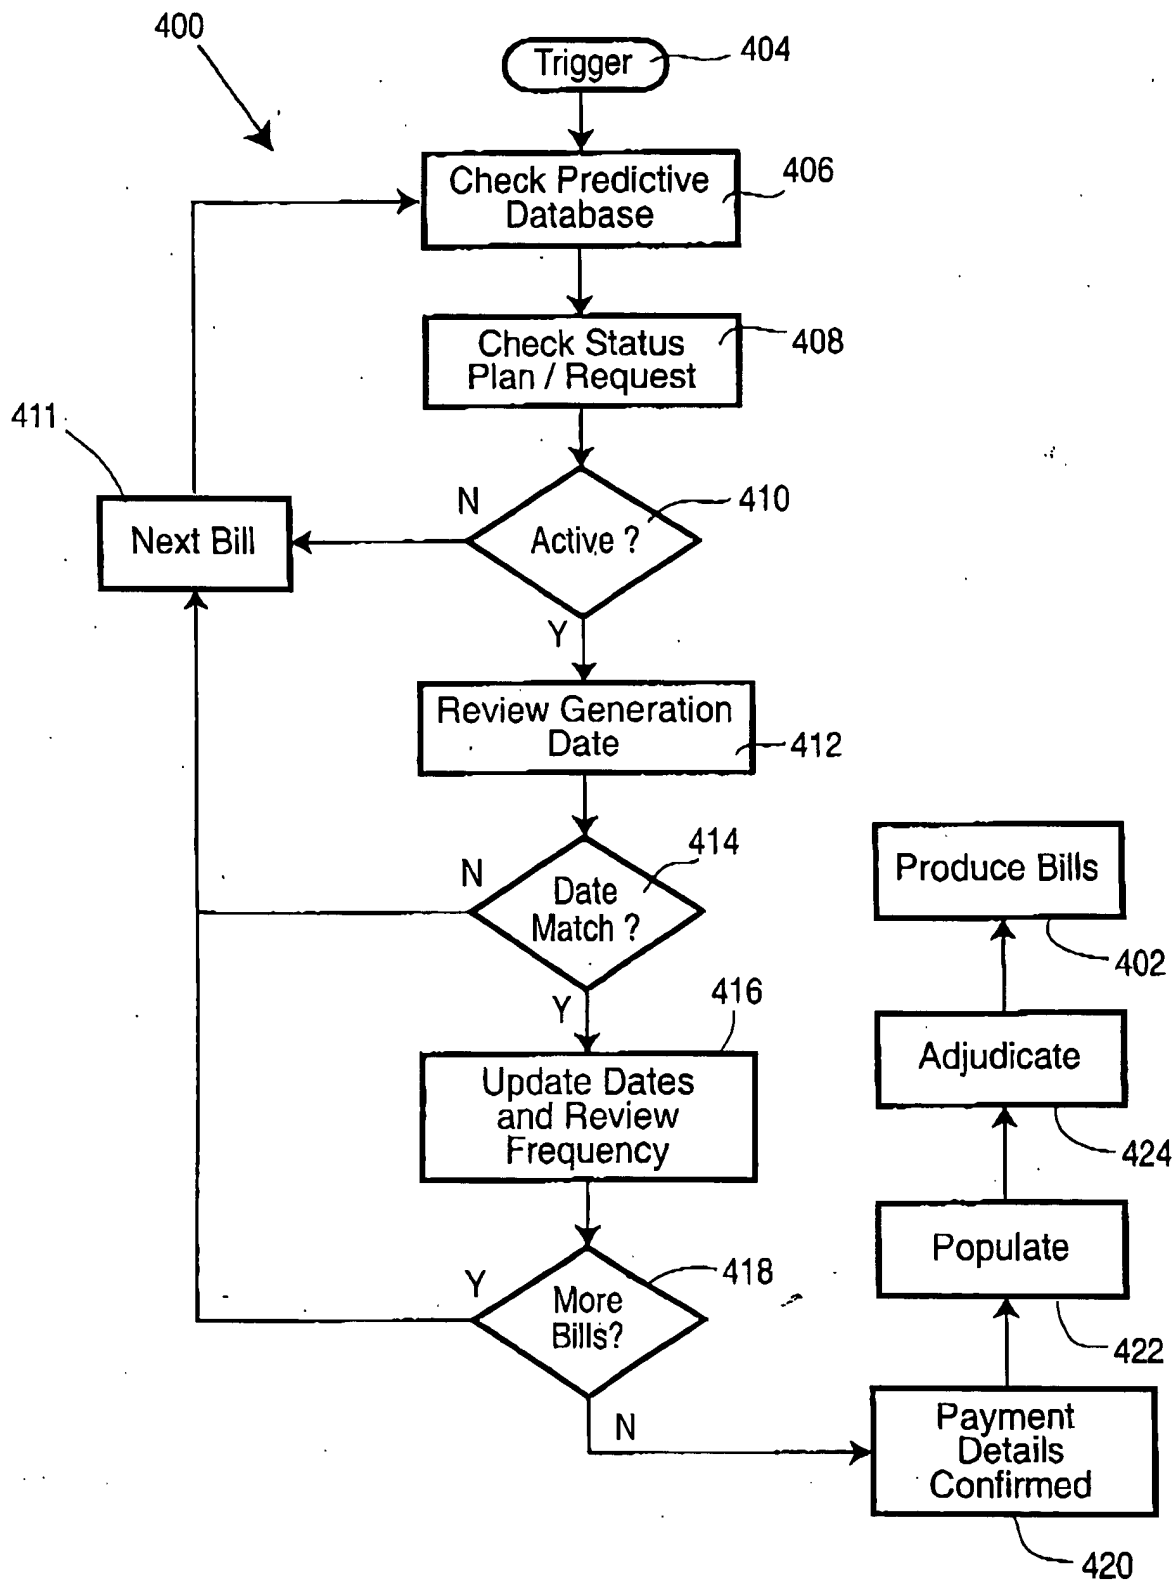 400
Trigger
404
Check Predictive
Database
406
Check Status
Plan / Request
408
411
Next Bill
N
Active ?
410
Y
Review Generation
Date
412
N
Date
Match ?
414
Y
416
Update Dates
and Review
Frequency
Y
More
Bills?
418
N
Produce Bills
402
Adjudicate
424
Populate
422
Payment
Details
Confirmed
420